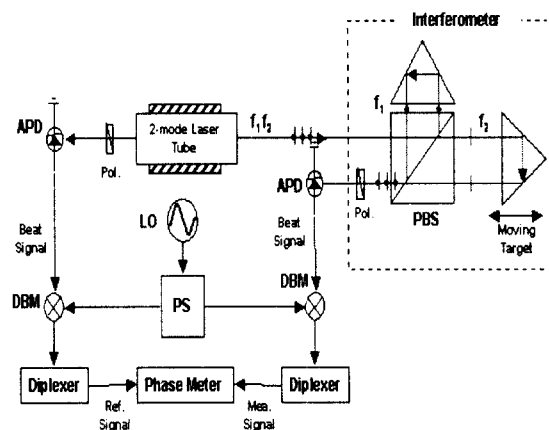 Interferometer
f1
APD
2-mode Laser
Tube
f1 f2
f2
Pol.
APD
Pol.
PBS
Moving
Target
Beat
Signal
LO
Beat
Signal
DBM
PS
DBM
Diplexer
Phase Meter
Diplexer
Ref.
Signal
Mea.
Signal